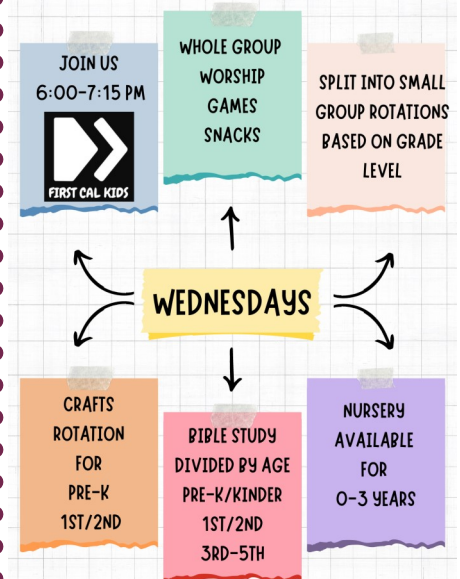 JOIN US
6:00-7:15 PM
FIRST CAL KIDS
WHOLE GROUP
WORSHIP
GAMES
SNACKS
SPLIT INTO SMALL
GROUP ROTATIONS
BASED ON GRADE
LEVEL
WEDNESDAYS
CRAFTS
ROTATION
FOR
PRE-K
1ST/2ND
BIBLE STUDY
DIVIDED BY AGE
PRE-K/KINDER
1ST/2ND
3RD-5TH
NURSERY
AVAILABLE
FOR
0-3 YEARS